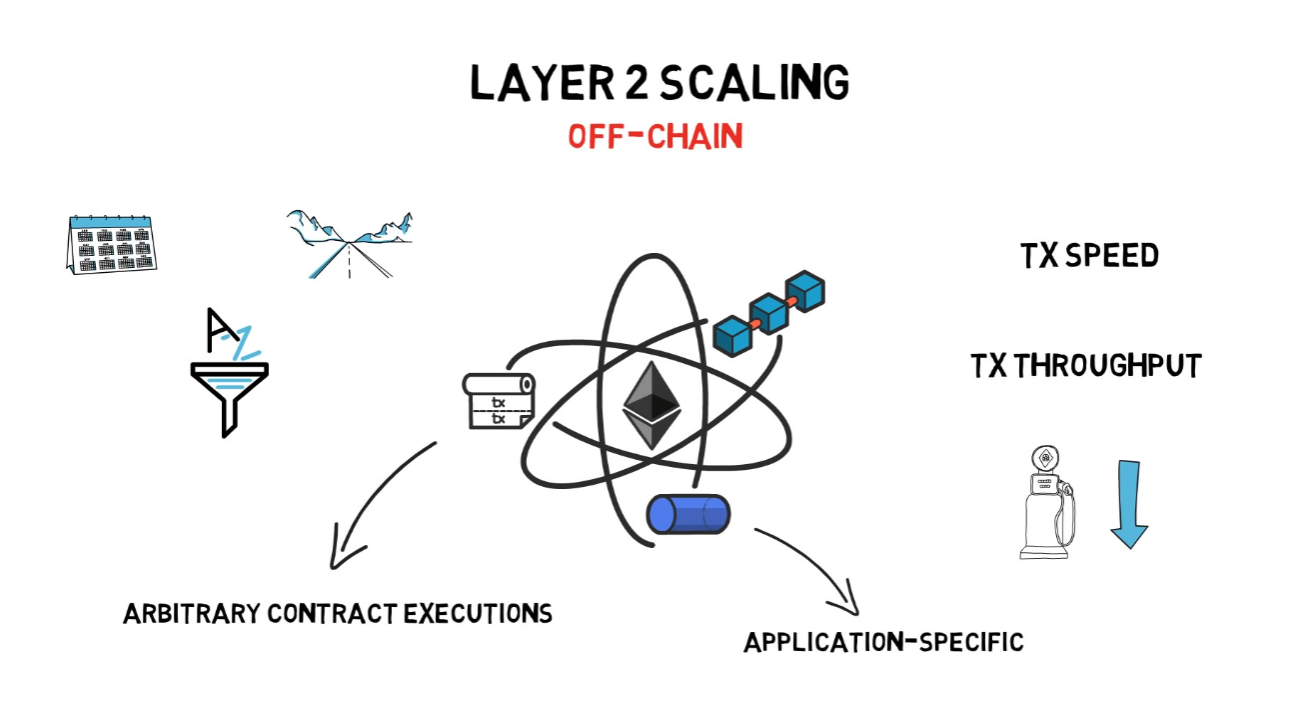 LAYER 2 SCALING
OFF-CHAIN
TX SPEED
A
Z
TX THROUGHPUT
tx
tx
ARBITRARY CONTRACT EXECUTIONS
APPLICATION-SPECIFIC